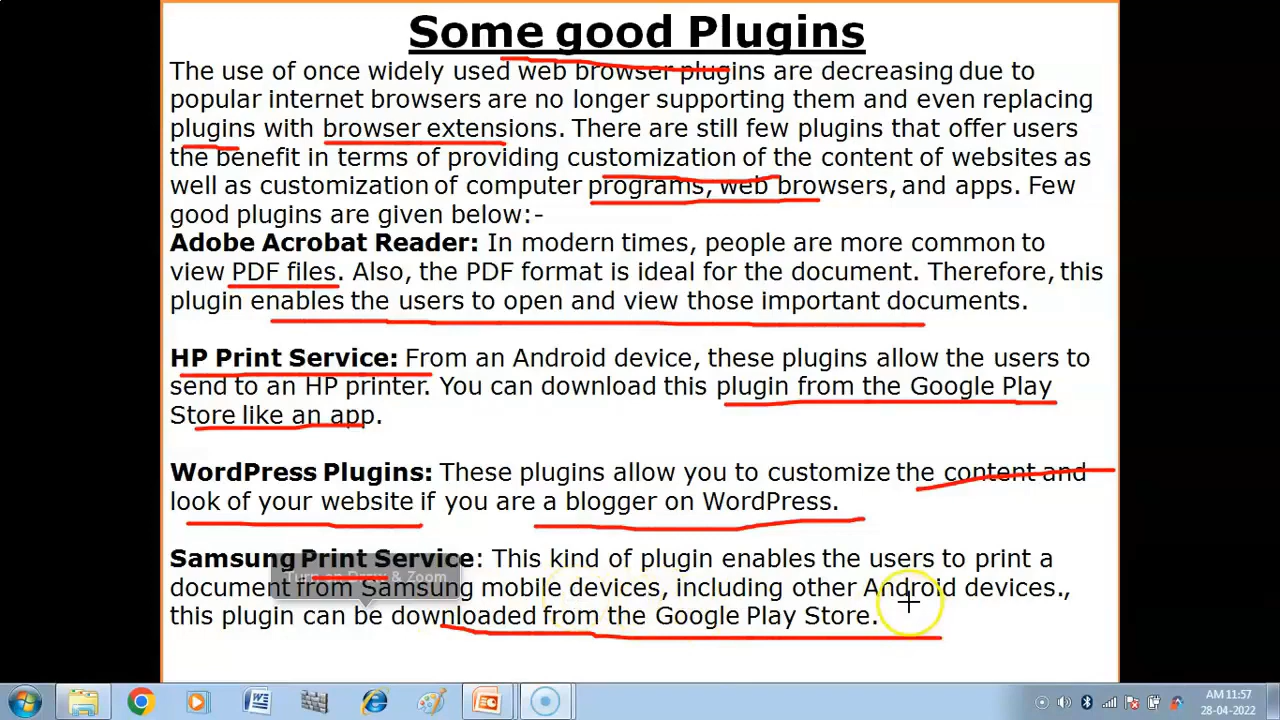 Some good Plugins
The use of once widely used web browser plugins are decreasing due to
popular internet browsers are no longer supporting them and even replacing
plugins with browser extensions. There are still few plugins that offer users
the benefit in terms of providing customization of the content of websites as
well as customization of computer programs, web browsers, and apps. Few
good plugins are given below:-
Adobe Acrobat Reader: In modern times, people are more common to
view PDF files. Also, the PDF format is ideal for the document. Therefore, this
plugin enables the users to open and view those important documents.
HP Print Service: From an Android device, these plugins allow the users to
send to an HP printer. You can download this plugin from the Google Play
Store like an app.
WordPress Plugins: These plugins allow you to customize the content and
look of your website if you are a blogger on WordPress.
Samsung Print Service: This kind of plugin enables the users to print a
Turn on Draw & Zoom
document from Samsung mobile devices, including other Android devices.,
this plugin can be downloaded from the Google Play Store.
AM 11:57
28-04-2022